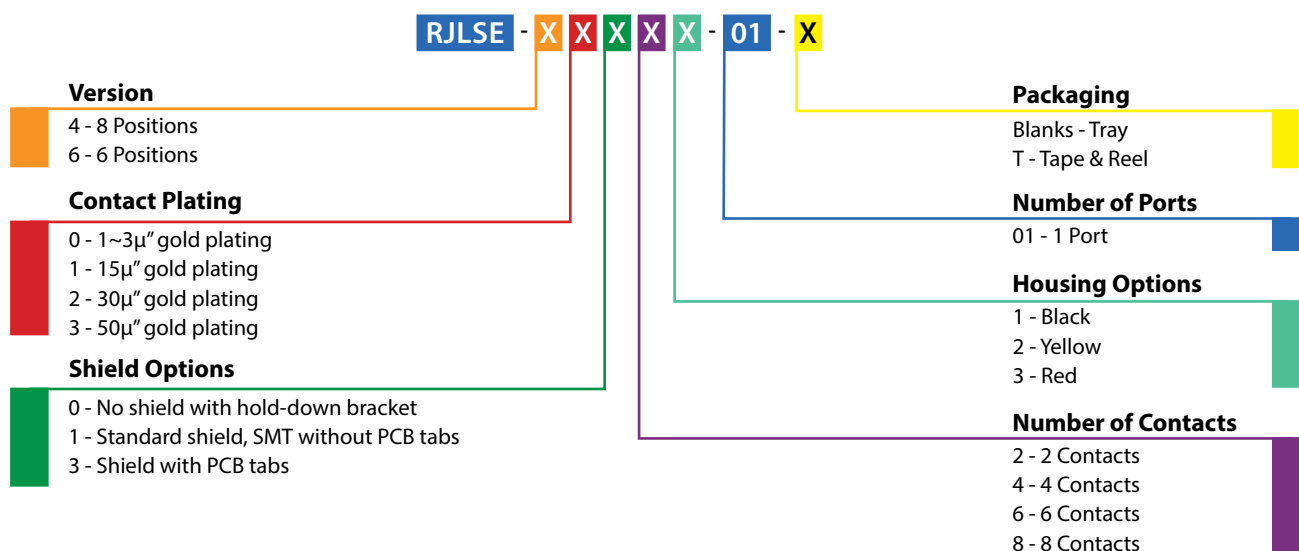 RJLSE - X X X X X - 01 - X
Version
4 - 8 Positions
6 - 6 Positions
Contact Plating
0 - 1~3µ” gold plating
1 - 15µ” gold plating
2 - 30µ” gold plating
3 - 50µ” gold plating
Shield Options
0 - No shield with hold-down bracket
1 - Standard shield, SMT without PCB tabs
3 - Shield with PCB tabs
Packaging
Blanks - Tray
T - Tape & Reel
Number of Ports
01 - 1 Port
Housing Options
1 - Black
2 - Yellow
3 - Red
Number of Contacts
2 - 2 Contacts
4 - 4 Contacts
6 - 6 Contacts
8 - 8 Contacts